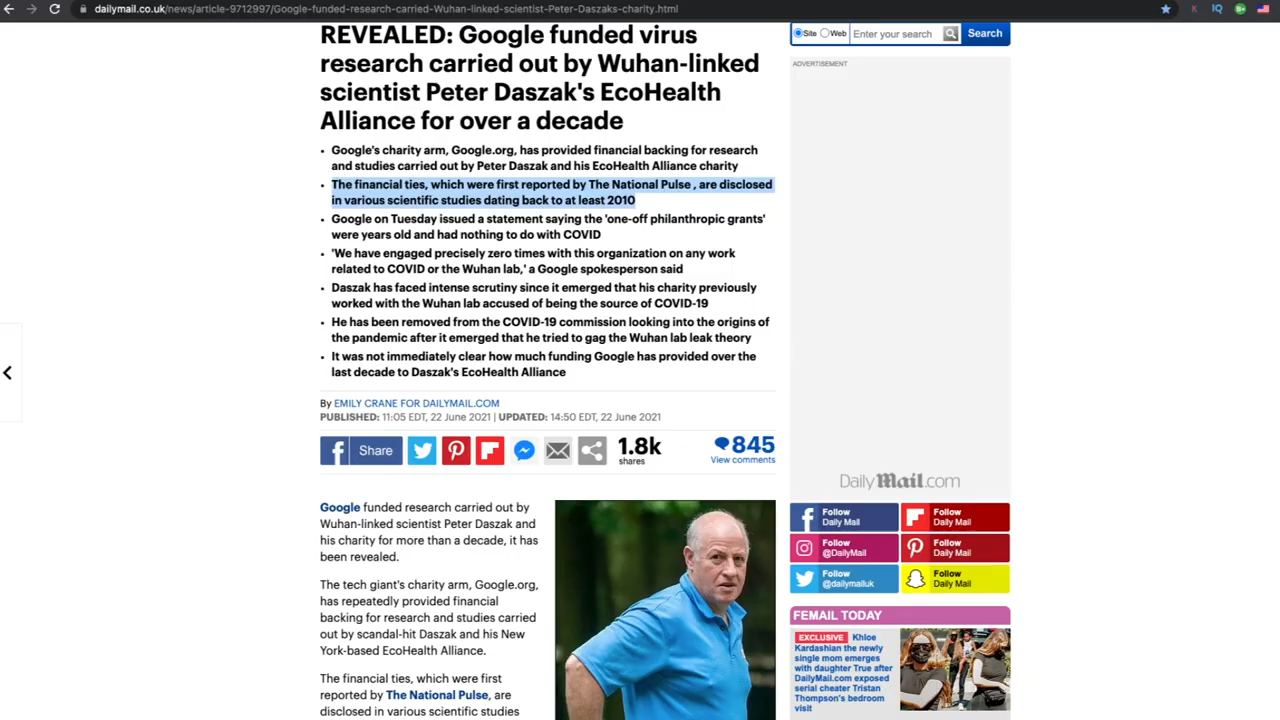 dailymail.co.uk/news/article-9712997/Google-funded-research-carried-Wuhan-linked-scientist-Peter-Daszaks-charity.html
REVEALED: Google funded virus
research carried out by Wuhan-linked
scientist Peter Daszak's EcoHealth
Alliance for over a decade
• Google's charity arm, Google.org, has provided financial backing for research
and studies carried out by Peter Daszak and his EcoHealth Alliance charity
• The financial ties, which were first reported by The National Pulse , are disclosed
in various scientific studies dating back to at least 2010
• Google on Tuesday issued a statement saying the 'one-off philanthropic grants'
were years old and had nothing to do with COVID
• 'We have engaged precisely zero times with this organization on any work
related to COVID or the Wuhan lab,' a Google spokesperson said
• Daszak has faced intense scrutiny since it emerged that his charity previously
worked with the Wuhan lab accused of being the source of COVID-19
• He has been removed from the COVID-19 commission looking into the origins of
the pandemic after it emerged that he tried to gag the Wuhan lab leak theory
• It was not immediately clear how much funding Google has provided over the
last decade to Daszak's EcoHealth Alliance
By EMILY CRANE FOR DAILYMAIL.COM
PUBLISHED: 11:05 EDT, 22 June 2021 | UPDATED: 14:50 EDT, 22 June 2021
Share
1.8k
shares
845
View comments
Google funded research carried out by
Wuhan-linked scientist Peter Daszak and
his charity for more than a decade, it has
been revealed.
The tech giant's charity arm, Google.org,
has repeatedly provided financial
backing for research and studies carried
out by scandal-hit Daszak and his New
York-based EcoHealth Alliance.
The financial ties, which were first
reported by The National Pulse, are
disclosed in various scientific studies
Site Web Enter your search Search
ADVERTISEMENT
DailyMail.com
Follow
Daily Mail
Follow
Daily Mail
Follow
@DailyMail
Follow
Daily Mail
Follow
@dailymailuk
Follow
Daily Mail
FEMAIL TODAY
EXCLUSIVE Khloe
Kardashian the newly
single mom emerges
with daughter True after
DailyMail.com exposed
serial cheater Tristan
Thompson's bedroom
visit